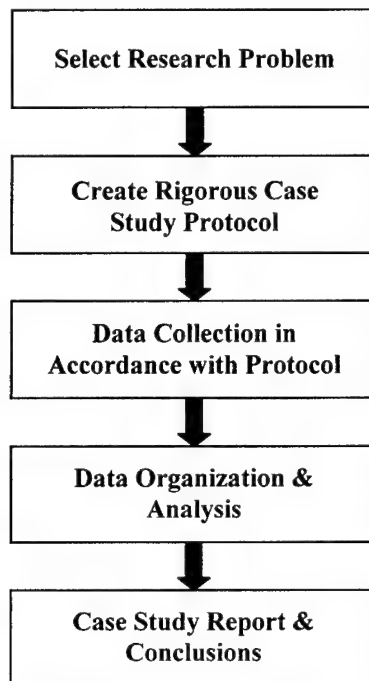 Select Research Problem
Create Rigorous Case
Study Protocol
Data Collection in
Accordance with Protocol
Data Organization &
Analysis
Case Study Report &
Conclusions